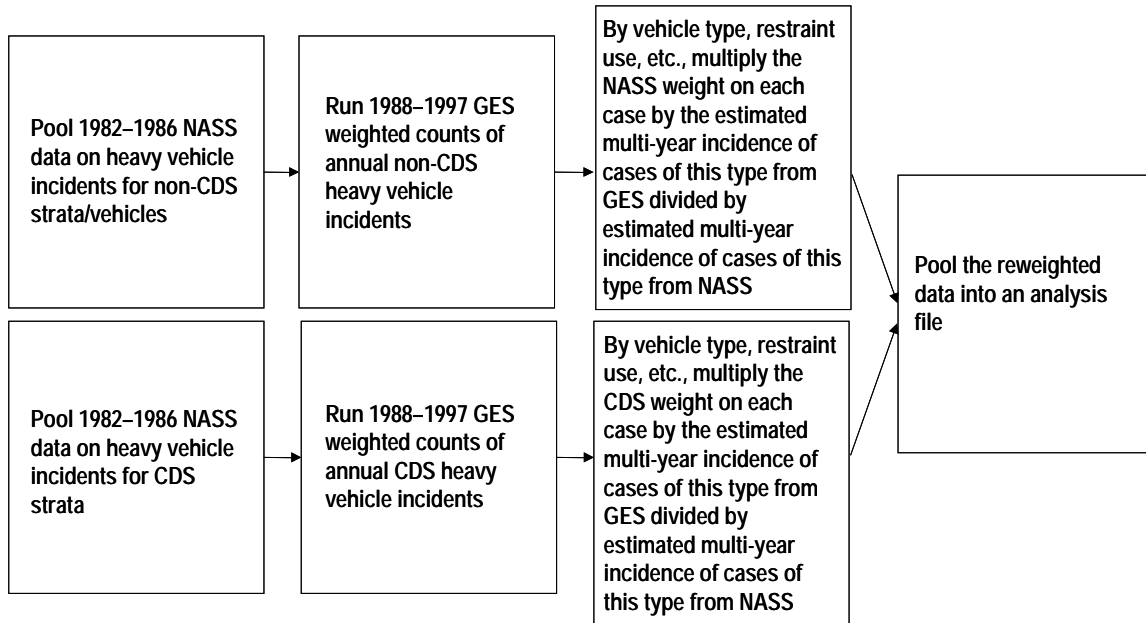 Pool 1982–1986 NASS
data on heavy vehicle
incidents for non-CDS
strata/vehicles
Run 1988–1997 GES
weighted counts of
annual non-CDS
heavy vehicle
incidents
By vehicle type, restraint
use, etc., multiply the
NASS weight on each
case by the estimated
multi-year incidence of
cases of this type from
GES divided by
estimated multi-year
incidence of cases of this
type from NASS
Pool 1982–1986 NASS
data on heavy vehicle
incidents for CDS
strata
Run 1988–1997 GES
weighted counts of
annual CDS heavy
vehicle incidents
By vehicle type, restraint
use, etc., multiply the
CDS weight on each
case by the estimated
multi-year incidence of
cases of this type from
GES divided by
estimated multi-year
incidence of cases of
this type from NASS
Pool the reweighted
data into an analysis
file